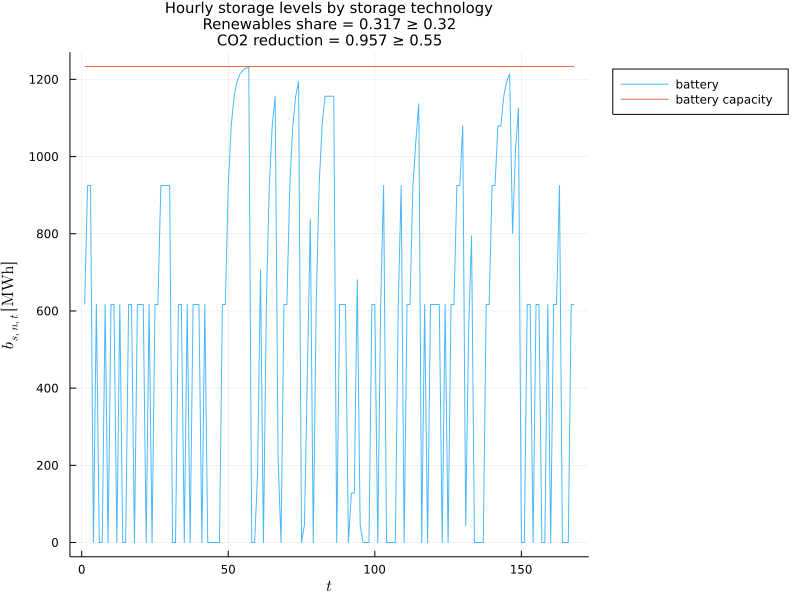 Hourly storage levels by storage technology
Renewables share = 0.317 ≥ 0.32
CO2 reduction = 0.957 ≥ 0.55
b_{s, n, t} [MWh]
1200
1000
800
600
400
200
0
0 50 100 150
t
battery
battery capacity